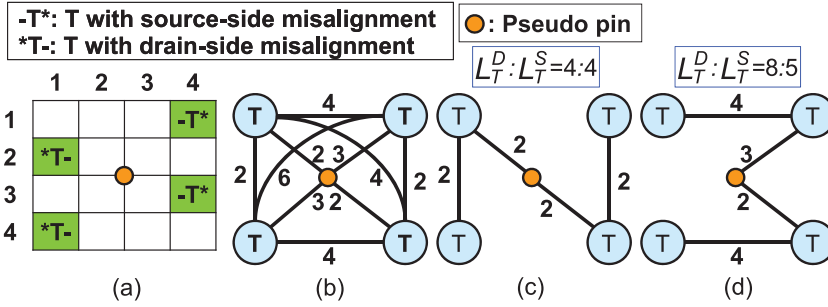 -T*: T with source-side misalignment
*T-: T with drain-side misalignment
: Pseudo pin
1 2 3 4
1 -T*
2 *T-
3 -T*
4 *T-
(a)
T 4 T
2 2 3 2
6 4
3 2
T 4 T
(b)
L_T^D:L_T^S=4:4
T T
2 2 2
2
T T
(c)
L_T^D:L_T^S=8:5
T 4 T
3
2
T 4 T
(d)